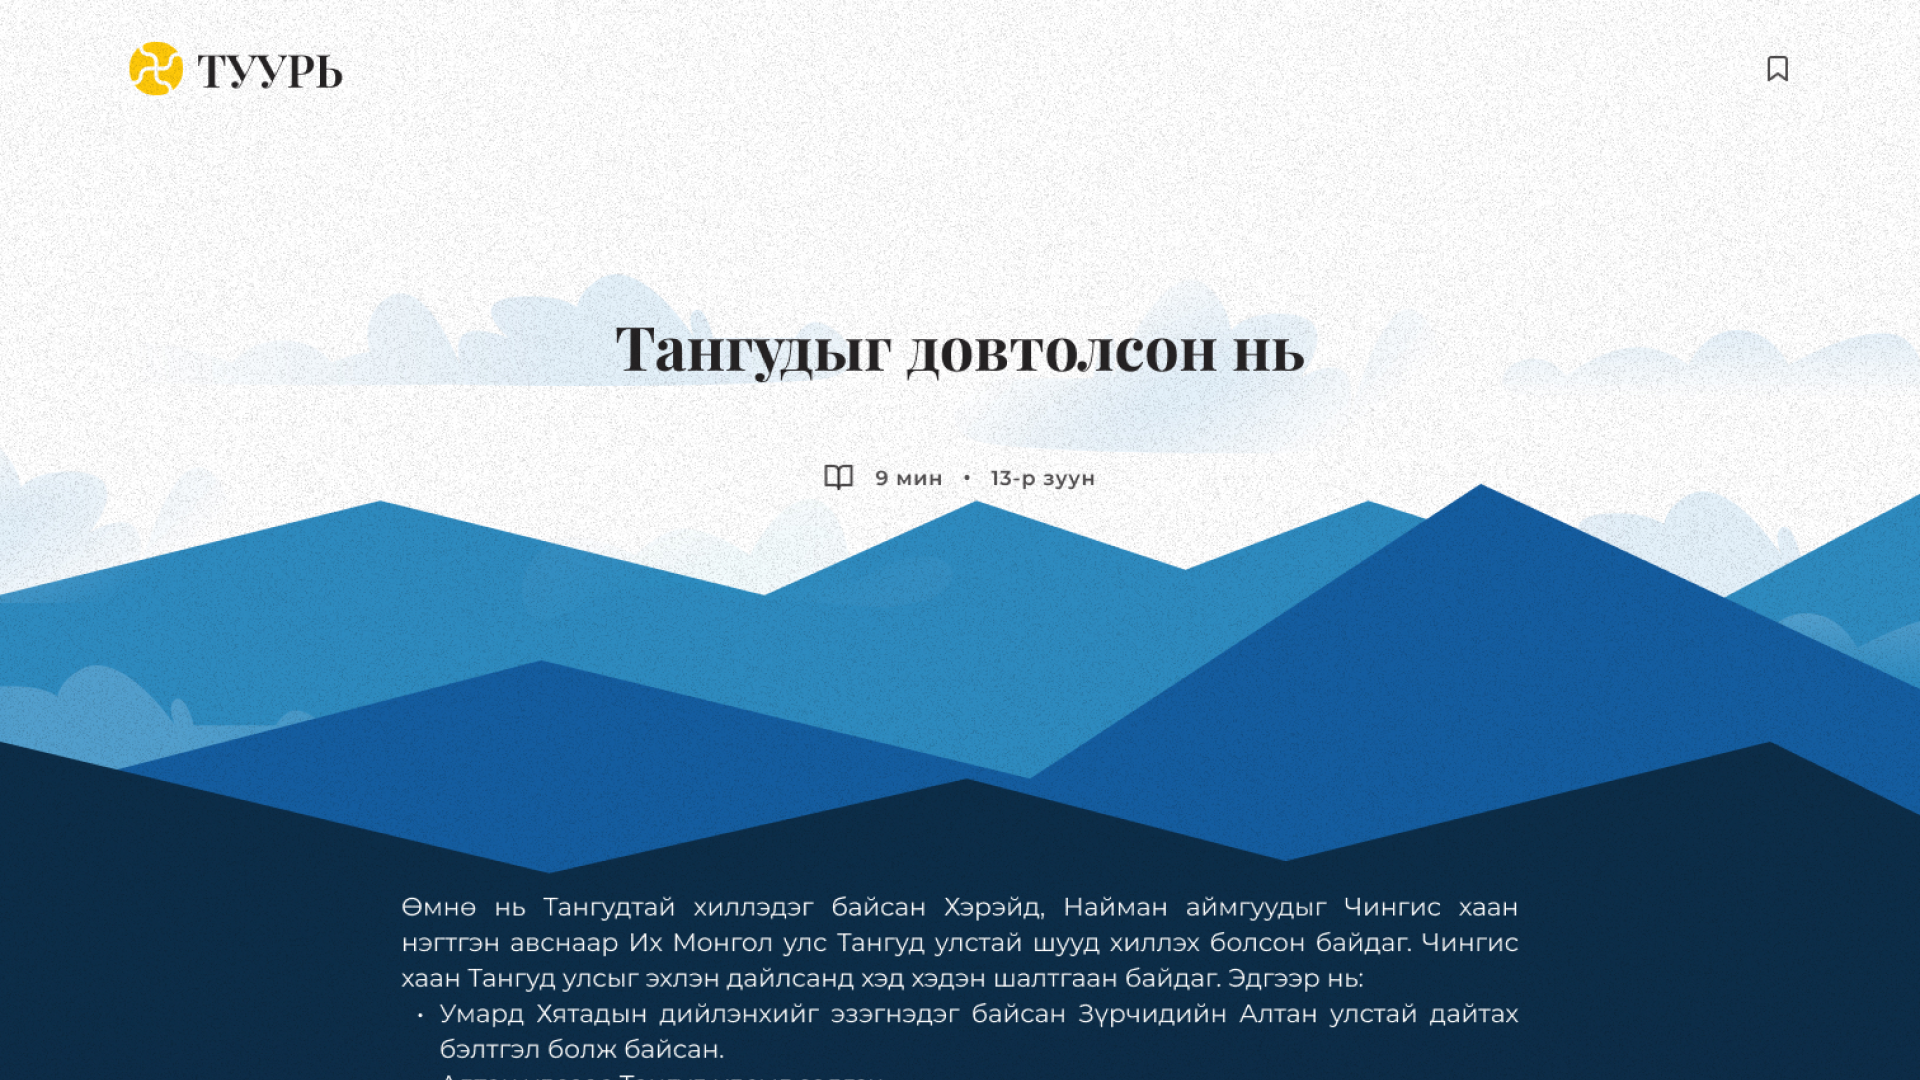 ТУУРЬ
Тангудыг довтолсон нь
9 мин • 13-р зуун
Өмнө нь Тангудтай хиллэдэг байсан Хэрэйд, Найман аймгуудыг Чингис хаан
нэгтгэн авснаар Их Монгол улс Тангуд улстай шууд хиллэх болсон байдаг. Чингис
хаан Тангуд улсыг эхлэн дайлсанд хэд хэдэн шалтгаан байдаг. Эдгээр нь:
• Умард Хятадын дийлэнхийг эзэгнэдэг байсан Зүрчидийн Алтан улстай дайтах
бэлтгэл болж байсан.